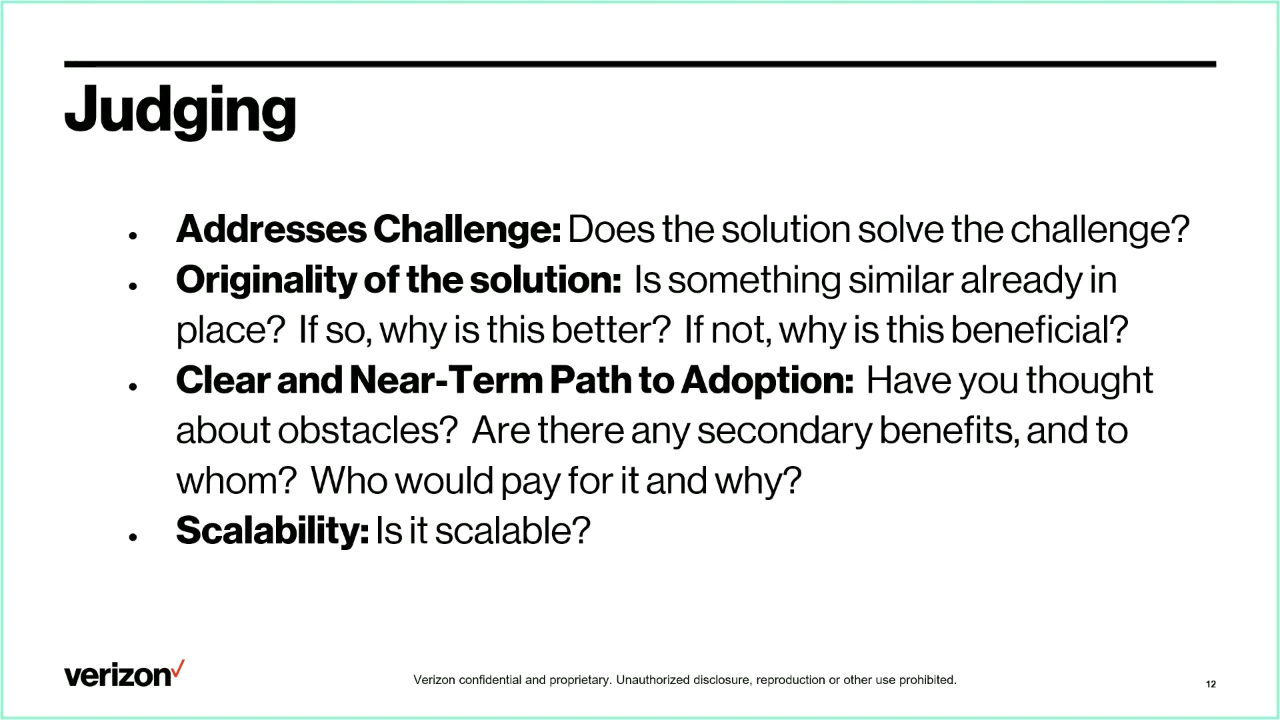 Judging
• Addresses Challenge: Does the solution solve the challenge?
• Originality of the solution:  Is something similar already in
place?  If so, why is this better?  If not, why is this beneficial?
• Clear and Near-Term Path to Adoption:  Have you thought
about obstacles?  Are there any secondary benefits, and to
whom?  Who would pay for it and why?
• Scalability: Is it scalable?
verizon✓
Verizon confidential and proprietary. Unauthorized disclosure, reproduction or other use prohibited.
12